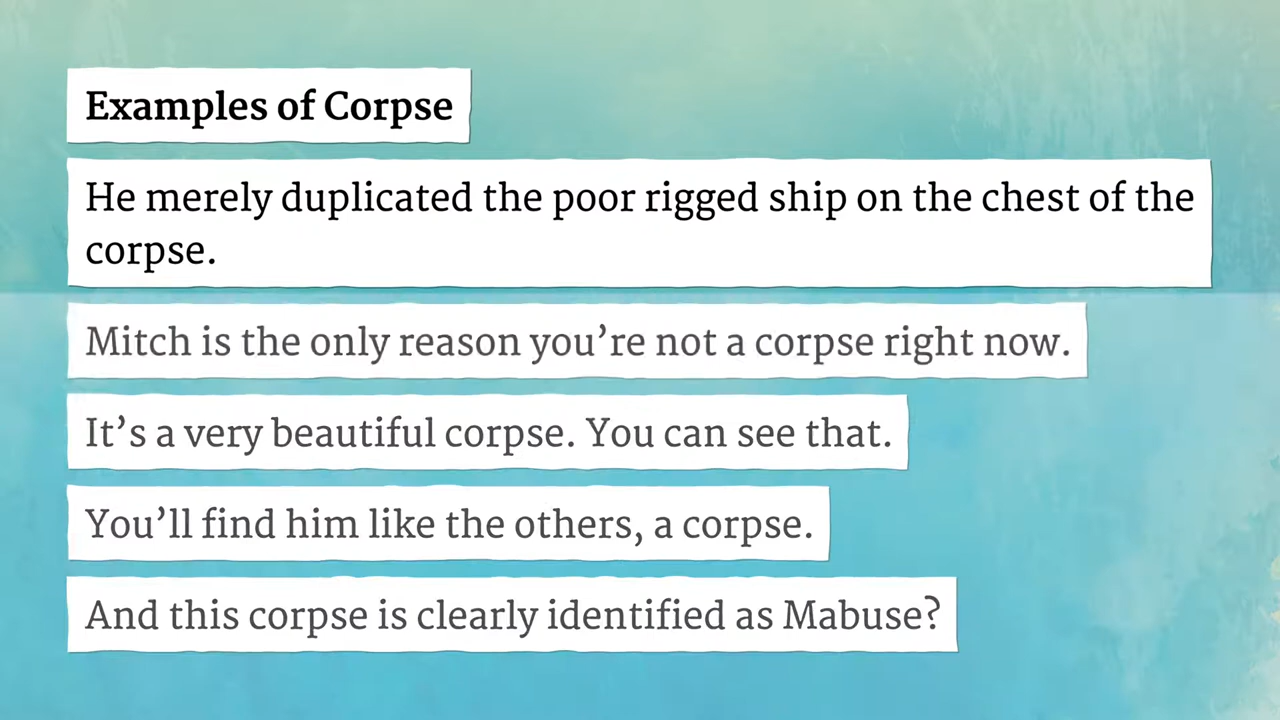 Examples of Corpse
He merely duplicated the poor rigged ship on the chest of the
corpse.
Mitch is the only reason you’re not a corpse right now.
It’s a very beautiful corpse. You can see that.
You’ll find him like the others, a corpse.
And this corpse is clearly identified as Mabuse?